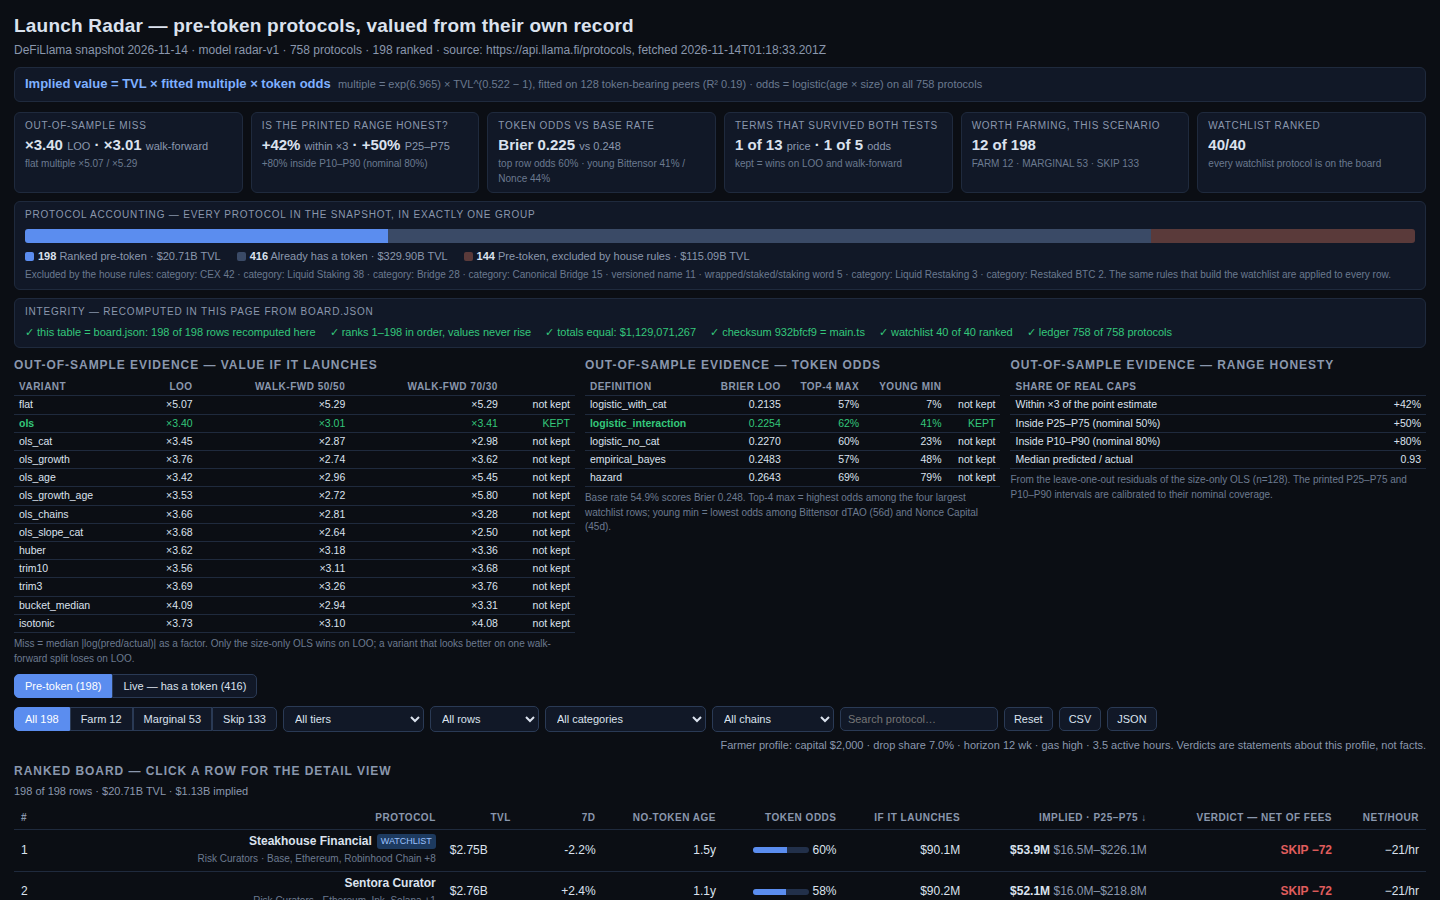 Launch Radar — pre-token protocols, valued from their own record
DeFiLlama snapshot 2026-11-14 · model radar-v1 · 758 protocols · 198 ranked · source: https://api.llama.fi/protocols, fetched 2026-11-14T01:18:33.201Z
Implied value = TVL × fitted multiple × token odds multiple = exp(6.965) × TVL^(0.522 − 1), fitted on 128 token-bearing peers (R² 0.19) · odds = logistic(age × size) on all 758 protocols
OUT-OF-SAMPLE MISS
×3.40 LOO · ×3.01 walk-forward
flat multiple ×5.07 / ×5.29
IS THE PRINTED RANGE HONEST?
+42% within ×3 · +50% P25–P75
+80% inside P10–P90 (nominal 80%)
TOKEN ODDS VS BASE RATE
Brier 0.225 vs 0.248
top row odds 60% · young Bittensor 41% /
Nonce 44%
TERMS THAT SURVIVED BOTH TESTS
1 of 13 price · 1 of 5 odds
kept = wins on LOO and walk-forward
WORTH FARMING, THIS SCENARIO
12 of 198
FARM 12 · MARGINAL 53 · SKIP 133
WATCHLIST RANKED
40/40
every watchlist protocol is on the board
PROTOCOL ACCOUNTING — EVERY PROTOCOL IN THE SNAPSHOT, IN EXACTLY ONE GROUP
198 Ranked pre-token · $20.71B TVL 416 Already has a token · $329.90B TVL 144 Pre-token, excluded by house rules · $115.09B TVL
Excluded by the house rules: category: CEX 42 · category: Liquid Staking 38 · category: Bridge 28 · category: Canonical Bridge 15 · versioned name 11 · wrapped/staked/staking word 5 · category: Liquid Restaking 3 · category: Restaked BTC 2. The same rules that build the watchlist are applied to every row.
INTEGRITY — RECOMPUTED IN THIS PAGE FROM BOARD.JSON
✓ this table = board.json: 198 of 198 rows recomputed here ✓ ranks 1–198 in order, values never rise ✓ totals equal: $1,129,071,267 ✓ checksum 932bfcf9 = main.ts ✓ watchlist 40 of 40 ranked ✓ ledger 758 of 758 protocols
OUT-OF-SAMPLE EVIDENCE — VALUE IF IT LAUNCHES
VARIANT LOO WALK-FWD 50/50 WALK-FWD 70/30
flat ×5.07 ×5.29 ×5.29 not kept
ols ×3.40 ×3.01 ×3.41 KEPT
ols_cat ×3.45 ×2.87 ×2.98 not kept
ols_growth ×3.76 ×2.74 ×3.62 not kept
ols_age ×3.42 ×2.96 ×5.45 not kept
ols_growth_age ×3.53 ×2.72 ×5.80 not kept
ols_chains ×3.66 ×2.81 ×3.28 not kept
ols_slope_cat ×3.68 ×2.64 ×2.50 not kept
huber ×3.62 ×3.18 ×3.36 not kept
trim10 ×3.56 ×3.11 ×3.68 not kept
trim3 ×3.69 ×3.26 ×3.76 not kept
bucket_median ×4.09 ×2.94 ×3.31 not kept
isotonic ×3.73 ×3.10 ×4.08 not kept
Miss = median |log(pred/actual)| as a factor. Only the size-only OLS wins on LOO; a variant that looks better on one walk-
forward split loses on LOO.
OUT-OF-SAMPLE EVIDENCE — TOKEN ODDS
DEFINITION BRIER LOO TOP-4 MAX YOUNG MIN
logistic_with_cat 0.2135 57% 7% not kept
logistic_interaction 0.2254 62% 41% KEPT
logistic_no_cat 0.2270 60% 23% not kept
empirical_bayes 0.2483 57% 48% not kept
hazard 0.2643 69% 79% not kept
Base rate 54.9% scores Brier 0.248. Top-4 max = highest odds among the four largest
watchlist rows; young min = lowest odds among Bittensor dTAO (56d) and Nonce Capital
(45d).
OUT-OF-SAMPLE EVIDENCE — RANGE HONESTY
SHARE OF REAL CAPS
Within ×3 of the point estimate +42%
Inside P25–P75 (nominal 50%) +50%
Inside P10–P90 (nominal 80%) +80%
Median predicted / actual 0.93
From the leave-one-out residuals of the size-only OLS (n=128). The printed P25–P75 and
P10–P90 intervals are calibrated to their nominal coverage.
Pre-token (198) Live — has a token (416)
All 198 Farm 12 Marginal 53 Skip 133 All tiers All rows All categories All chains Search protocol… Reset CSV JSON
Farmer profile: capital $2,000 · drop share 7.0% · horizon 12 wk · gas high · 3.5 active hours. Verdicts are statements about this profile, not facts.
RANKED BOARD — CLICK A ROW FOR THE DETAIL VIEW
198 of 198 rows · $20.71B TVL · $1.13B implied
# PROTOCOL TVL 7D NO-TOKEN AGE TOKEN ODDS IF IT LAUNCHES IMPLIED · P25–P75 ↓ VERDICT — NET OF FEES NET/HOUR
1 Steakhouse Financial WATCHLIST $2.75B -2.2% 1.5y 60% $90.1M $53.9M $16.5M–$226.1M SKIP −72 −21/hr
Risk Curators · Base, Ethereum, Robinhood Chain +8
2 Sentora Curator $2.76B +2.4% 1.1y 58% $90.2M $52.1M $16.0M–$218.8M SKIP −72 −21/hr
Risk Curators · Ethereum, Ink, Solana +1